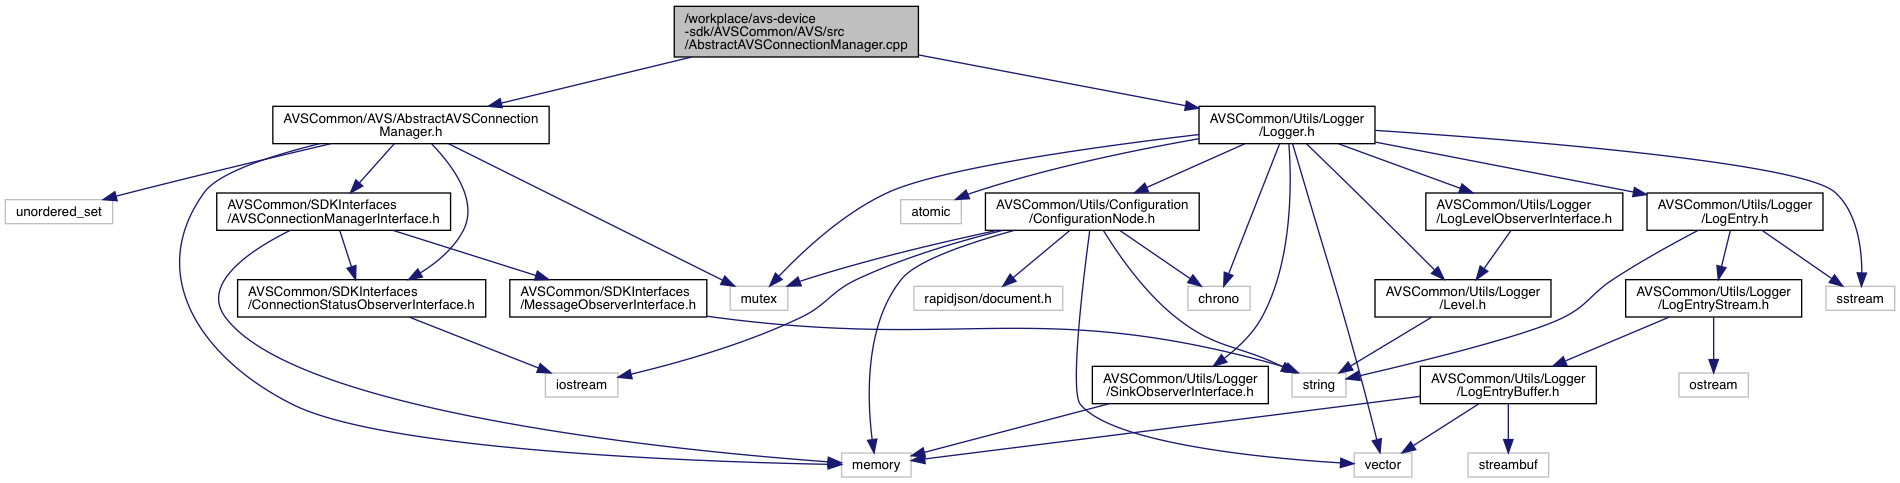 /workplace/avs-device
-sdk/AVSCommon/AVS/src
/AbstractAVSConnectionManager.cpp
AVSCommon/AVS/AbstractAVSConnection
Manager.h
AVSCommon/Utils/Logger
/Logger.h
unordered_set
AVSCommon/SDKInterfaces
/AVSConnectionManagerInterface.h
atomic
AVSCommon/Utils/Configuration
/ConfigurationNode.h
AVSCommon/Utils/Logger
/LogLevelObserverInterface.h
AVSCommon/Utils/Logger
/LogEntry.h
AVSCommon/SDKInterfaces
/ConnectionStatusObserverInterface.h
AVSCommon/SDKInterfaces
/MessageObserverInterface.h
mutex
rapidjson/document.h
chrono
AVSCommon/Utils/Logger
/Level.h
AVSCommon/Utils/Logger
/LogEntryStream.h
sstream
iostream
AVSCommon/Utils/Logger
/SinkObserverInterface.h
string
AVSCommon/Utils/Logger
/LogEntryBuffer.h
ostream
memory
vector
streambuf